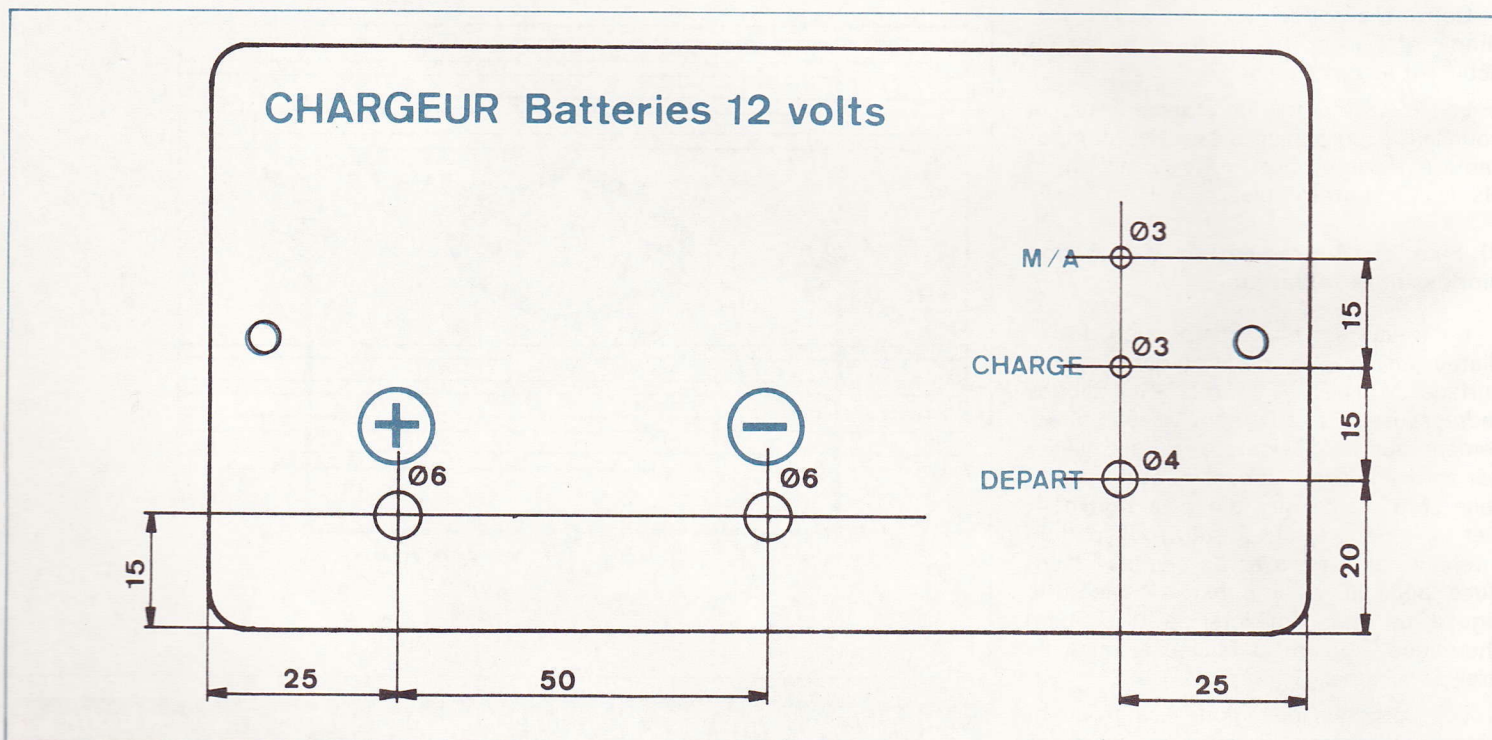 CHARGEUR Batteries 12 volts
Ø3
M/A
15
Ø3
CHARGE
15
+ −
Ø6 Ø6
Ø4
DEPART
20
15
25 50 25